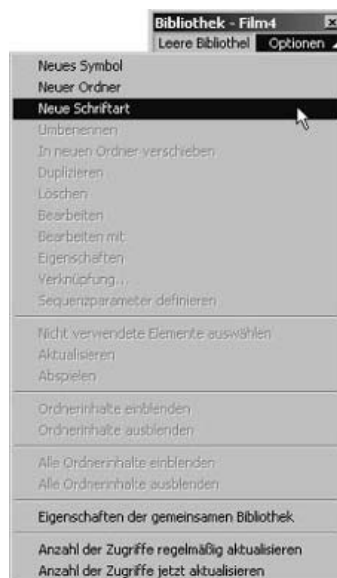 Bibliothek - Film4
Leere Bibliothel Optionen
Neues Symbol
Neuer Ordner
Neue Schriftart
Umbenennen
In neuen Ordner verschieben
Duplizieren
Löschen
Bearbeiten
Bearbeiten mit
Eigenschaften
Verknüpfung...
Sequenzparameter definieren
Nicht verwendete Elemente auswählen
Aktualisieren
Abspielen
Ordnerinhalte einblenden
Ordnerinhalte ausblenden
Alle Ordnerinhalte einblenden
Alle Ordnerinhalte ausblenden
Eigenschaften der gemeinsamen Bibliothek
Anzahl der Zugriffe regelmäßig aktualisieren
Anzahl der Zugriffe jetzt aktualisieren